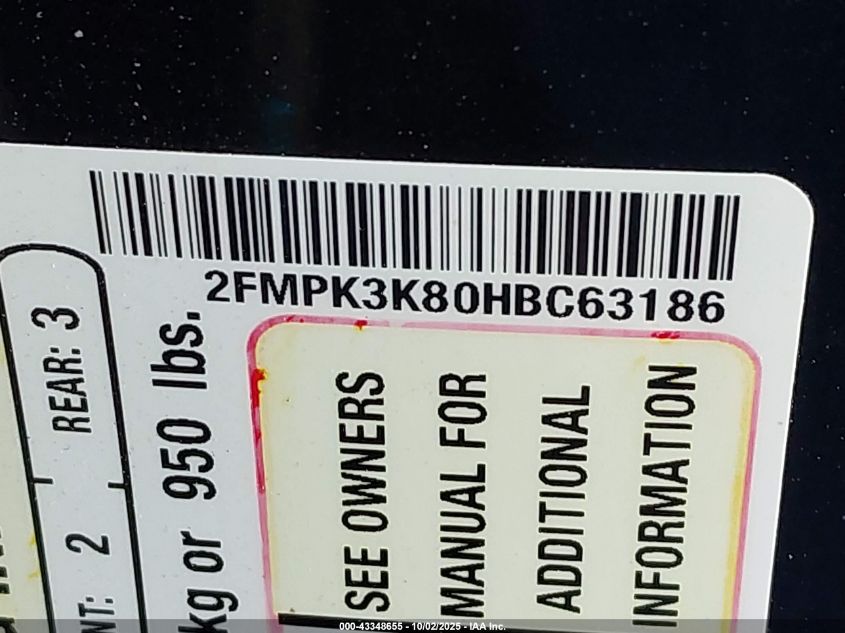 2FMPK3K80HBC63186
REAR: 3
2
kg or 950 lbs.
SEE OWNERS
MANUAL FOR
ADDITIONAL
INFORMATION
000-43348655 - 10/02/2025 - IAA Inc.